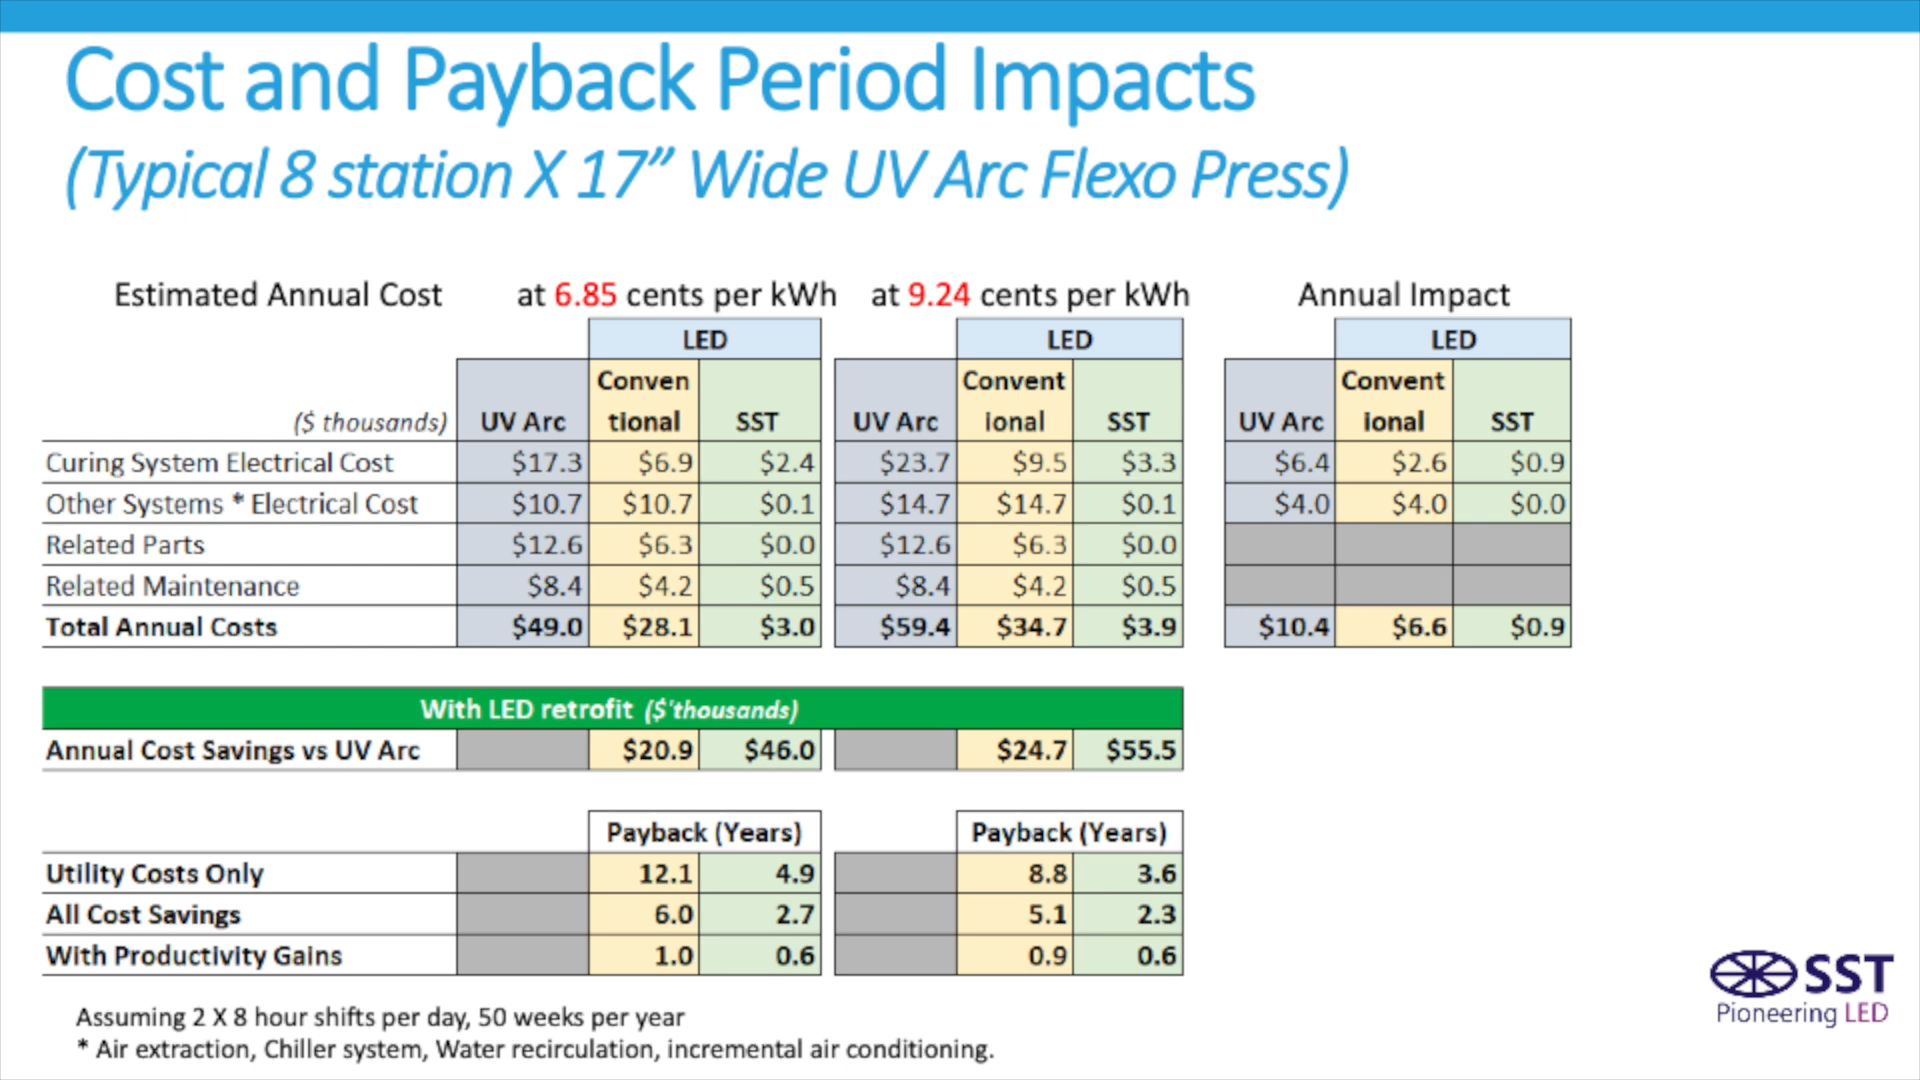 Cost and Payback Period Impacts
(Typical 8 station X 17” Wide UV Arc Flexo Press)
Estimated Annual Cost at 6.85 cents per kWh at 9.24 cents per kWh Annual Impact
LED LED LED
Conven Convent Convent
($ thousands) UV Arc tional SST UV Arc ional SST UV Arc ional SST
Curing System Electrical Cost $17.3 $6.9 $2.4 $23.7 $9.5 $3.3 $6.4 $2.6 $0.9
Other Systems * Electrical Cost $10.7 $10.7 $0.1 $14.7 $14.7 $0.1 $4.0 $4.0 $0.0
Related Parts $12.6 $6.3 $0.0 $12.6 $6.3 $0.0
Related Maintenance $8.4 $4.2 $0.5 $8.4 $4.2 $0.5
Total Annual Costs $49.0 $28.1 $3.0 $59.4 $34.7 $3.9 $10.4 $6.6 $0.9
With LED retrofit ($'thousands)
Annual Cost Savings vs UV Arc $20.9 $46.0 $24.7 $55.5
Payback (Years) Payback (Years)
Utility Costs Only 12.1 4.9 8.8 3.6
All Cost Savings 6.0 2.7 5.1 2.3
With Productivity Gains 1.0 0.6 0.9 0.6
Assuming 2 X 8 hour shifts per day, 50 weeks per year
* Air extraction, Chiller system, Water recirculation, incremental air conditioning.
SST
Pioneering LED